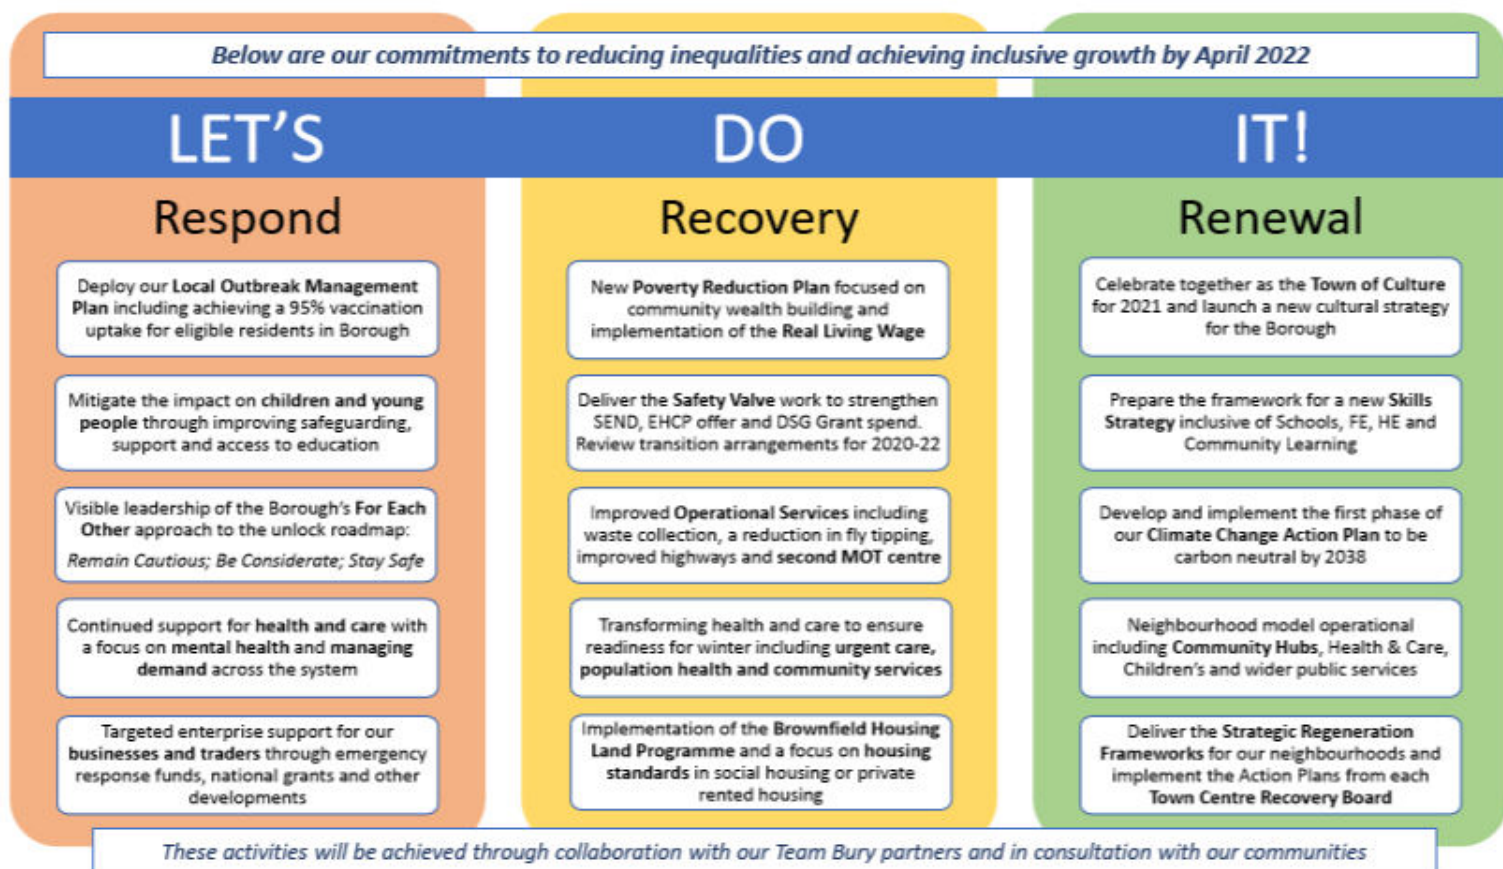 Below are our commitments to reducing inequalities and achieving inclusive growth by April 2022
LET'S
DO
IT!
Respond
Deploy our Local Outbreak Management
Plan including achieving a 95% vaccination
uptake for eligible residents in Borough
Mitigate the impact on children and young
people through improving safeguarding,
support and access to education
Visible leadership of the Borough's For Each
Other approach to the unlock roadmap:
Remain Cautious; Be Considerate; Stay Safe
Continued support for health and care with
a focus on mental health and managing
demand across the system
Targeted enterprise support for our
businesses and traders through emergency
response funds, national grants and other
developments
Recovery
New Poverty Reduction Plan focused on
community wealth building and
implementation of the Real Living Wage
Deliver the Safety Valve work to strengthen
SEND, EHCP offer and DSG Grant spend.
Review transition arrangements for 2020-22
Improved Operational Services including
waste collection, a reduction in fly tipping,
improved highways and second MOT centre
Transforming health and care to ensure
readiness for winter including urgent care,
population health and community services
Implementation of the Brownfield Housing
Land Programme and a focus on housing
standards in social housing or private
rented housing
Renewal
Celebrate together as the Town of Culture
for 2021 and launch a new cultural strategy
for the Borough
Prepare the framework for a new Skills
Strategy inclusive of Schools, FE, HE and
Community Learning
Develop and implement the first phase of
our Climate Change Action Plan to be
carbon neutral by 2038
Neighbourhood model operational
including Community Hubs, Health & Care,
Children's and wider public services
Deliver the Strategic Regeneration
Frameworks for our neighbourhoods and
implement the Action Plans from each
Town Centre Recovery Board
These activities will be achieved through collaboration with our Team Bury partners and in consultation with our communities